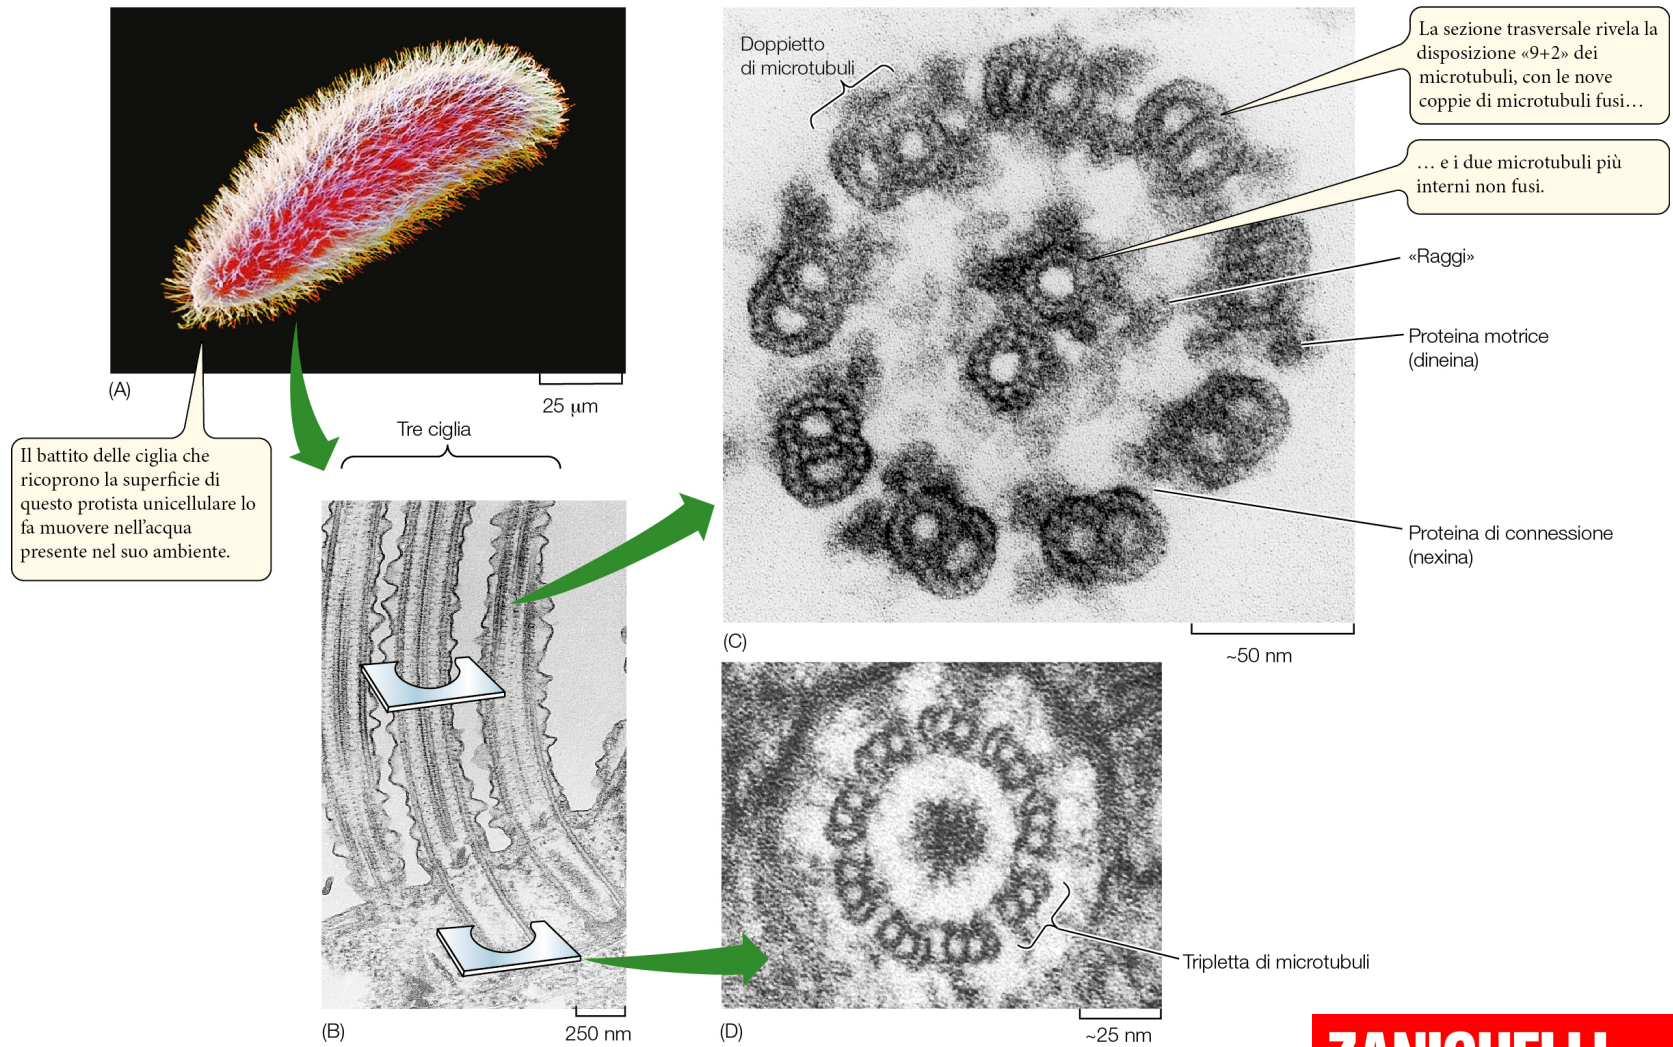 (A)
25 µm
Il battito delle ciglia che
ricoprono la superficie di
questo protista unicellulare lo
fa muovere nell'acqua
presente nel suo ambiente.
Tre ciglia
(B)
250 nm
Doppietto
di microtubuli
La sezione trasversale rivela la
disposizione «9+2» dei
microtubuli, con le nove
coppie di microtubuli fusi…
… e i due microtubuli più
interni non fusi.
«Raggi»
Proteina motrice
(dineina)
Proteina di connessione
(nexina)
(C)
~50 nm
Tripletta di microtubuli
(D)
~25 nm
ZANICHELLI